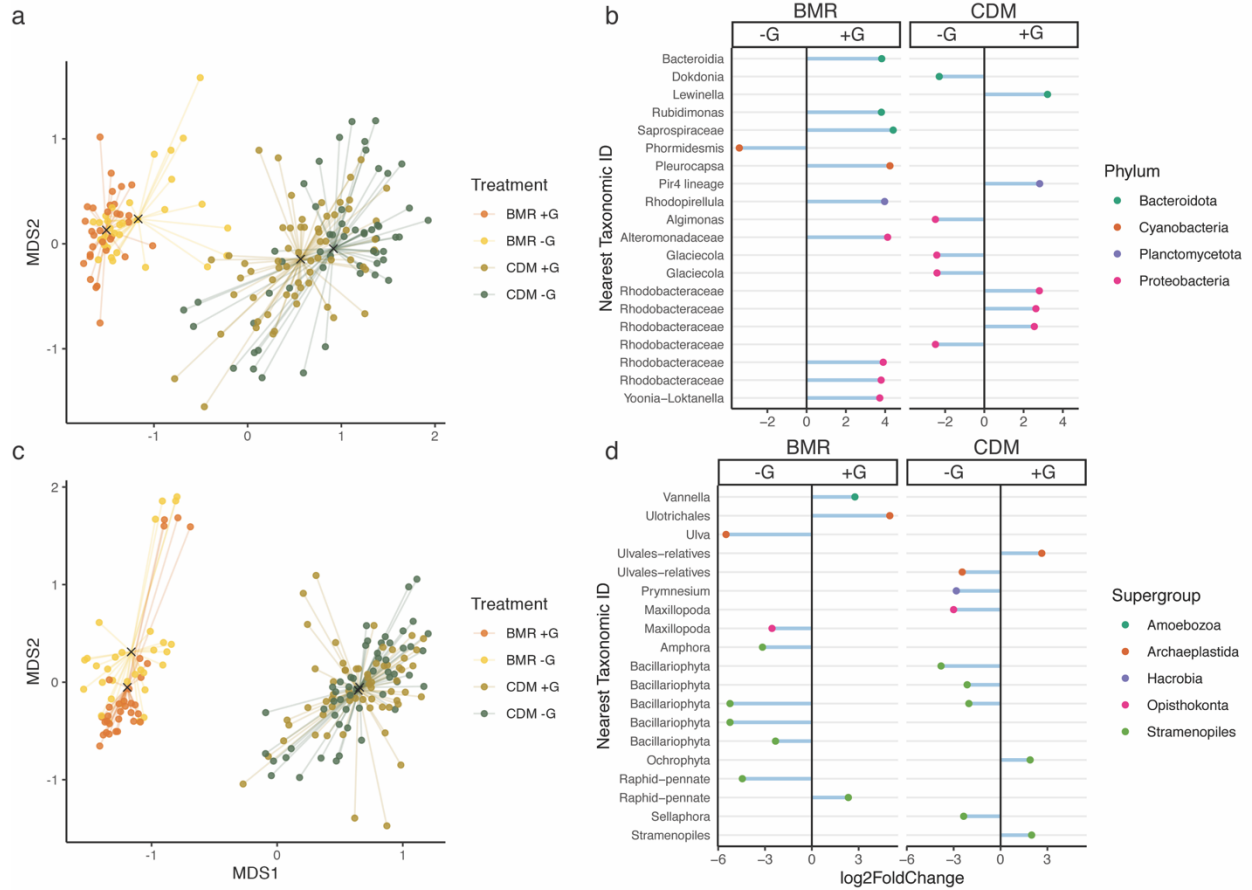 a
MDS2
1
0
-1
-1
0
1
2
Treatment
BMR +G
BMR -G
CDM +G
CDM -G
b
BMR
CDM
-G
+G
-G
+G
Nearest Taxonomic ID
Bacteroidia
Dokdonia
Lewinella
Rubidimonas
Saprospiraceae
Phormidesmis
Pleurocapsa
Pir4 lineage
Rhodopirellula
Algimonas
Alteromonadaceae
Glaciecola
Glaciecola
Rhodobacteraceae
Rhodobacteraceae
Rhodobacteraceae
Rhodobacteraceae
Rhodobacteraceae
Rhodobacteraceae
Yoonia−Loktanella
−2
0
2
4
−2
0
2
4
Phylum
Bacteroidota
Cyanobacteria
Planctomycetota
Proteobacteria
c
MDS2
2
1
0
-1
-1
0
1
MDS1
Treatment
BMR +G
BMR -G
CDM +G
CDM -G
d
BMR
CDM
-G
+G
-G
+G
Nearest Taxonomic ID
Vannella
Ulotrichales
Ulva
Ulvales−relatives
Ulvales−relatives
Prymnesium
Maxillopoda
Maxillopoda
Amphora
Bacillariophyta
Bacillariophyta
Bacillariophyta
Bacillariophyta
Bacillariophyta
Ochrophyta
Raphid−pennate
Raphid−pennate
Sellaphora
Stramenopiles
−6
−3
0
3
−6
−3
0
3
log2FoldChange
Supergroup
Amoebozoa
Archaeplastida
Hacrobia
Opisthokonta
Stramenopiles